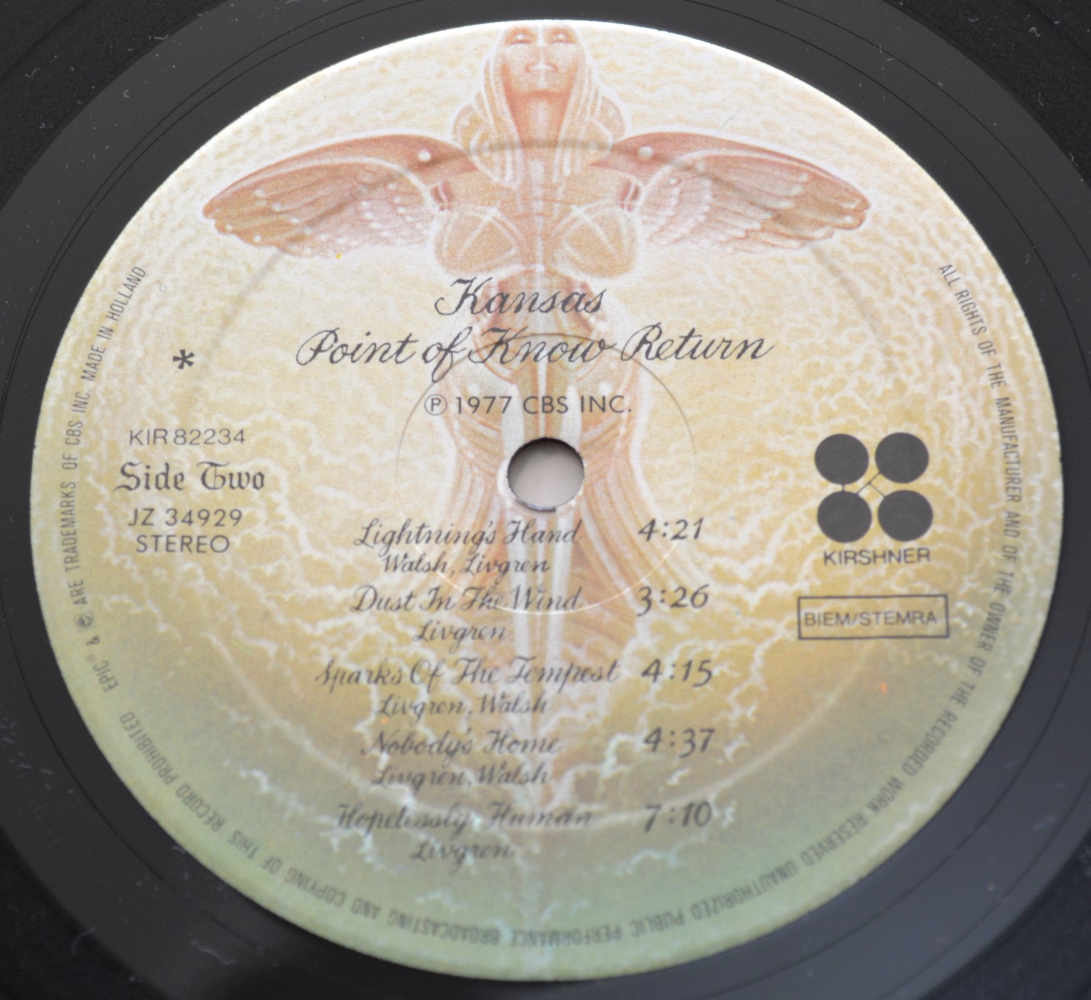 Kansas
Point of Know Return
℗ 1977 CBS INC.
*
KIR 82234
Side Two
JZ 34929
STEREO
Lightning's Hand 4:21
Walsh, Livgren
Dust In The Wind 3:26
Livgren
Sparks Of The Tempest 4:15
Livgren, Walsh
Nobody's Home 4:37
Livgren, Walsh
Hopelessly Human 7:10
Livgren
KIRSHNER
BIEM/STEMRA
ALL RIGHTS OF THE MANUFACTURER AND OF THE OWNER OF THE RECORDED WORK RESERVED UNAUTHORIZED PUBLIC PERFORMANCE BROADCASTING AND COPYING OF THIS RECORD PROHIBITED
EPIC & ARE TRADEMARKS OF CBS INC MADE IN HOLLAND